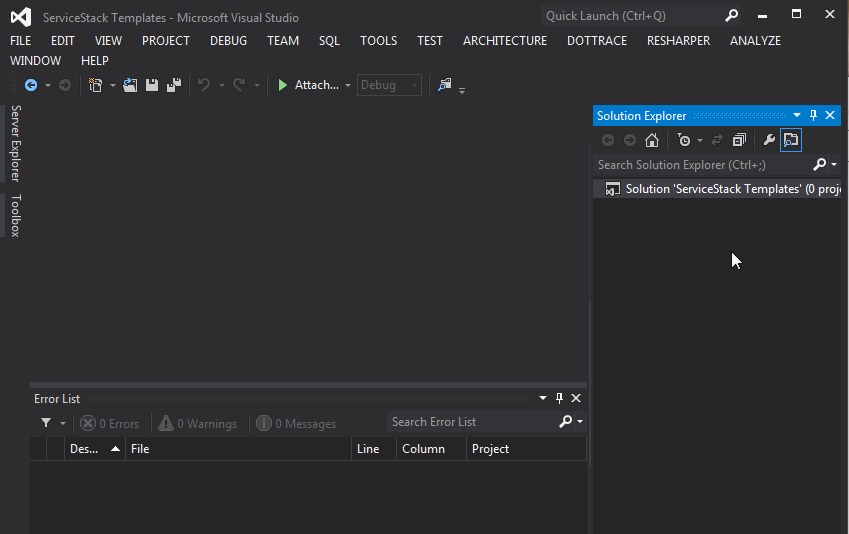 ServiceStack Templates - Microsoft Visual Studio
Quick Launch (Ctrl+Q)
FILE EDIT VIEW PROJECT DEBUG TEAM SQL TOOLS TEST ARCHITECTURE DOTTRACE RESHARPER ANALYZE
WINDOW HELP
Attach... Debug
Server Explorer
Toolbox
Solution Explorer
Search Solution Explorer (Ctrl+;)
Solution 'ServiceStack Templates' (0 proj
Error List
0 Errors 0 Warnings 0 Messages Search Error List
Des... File Line Column Project